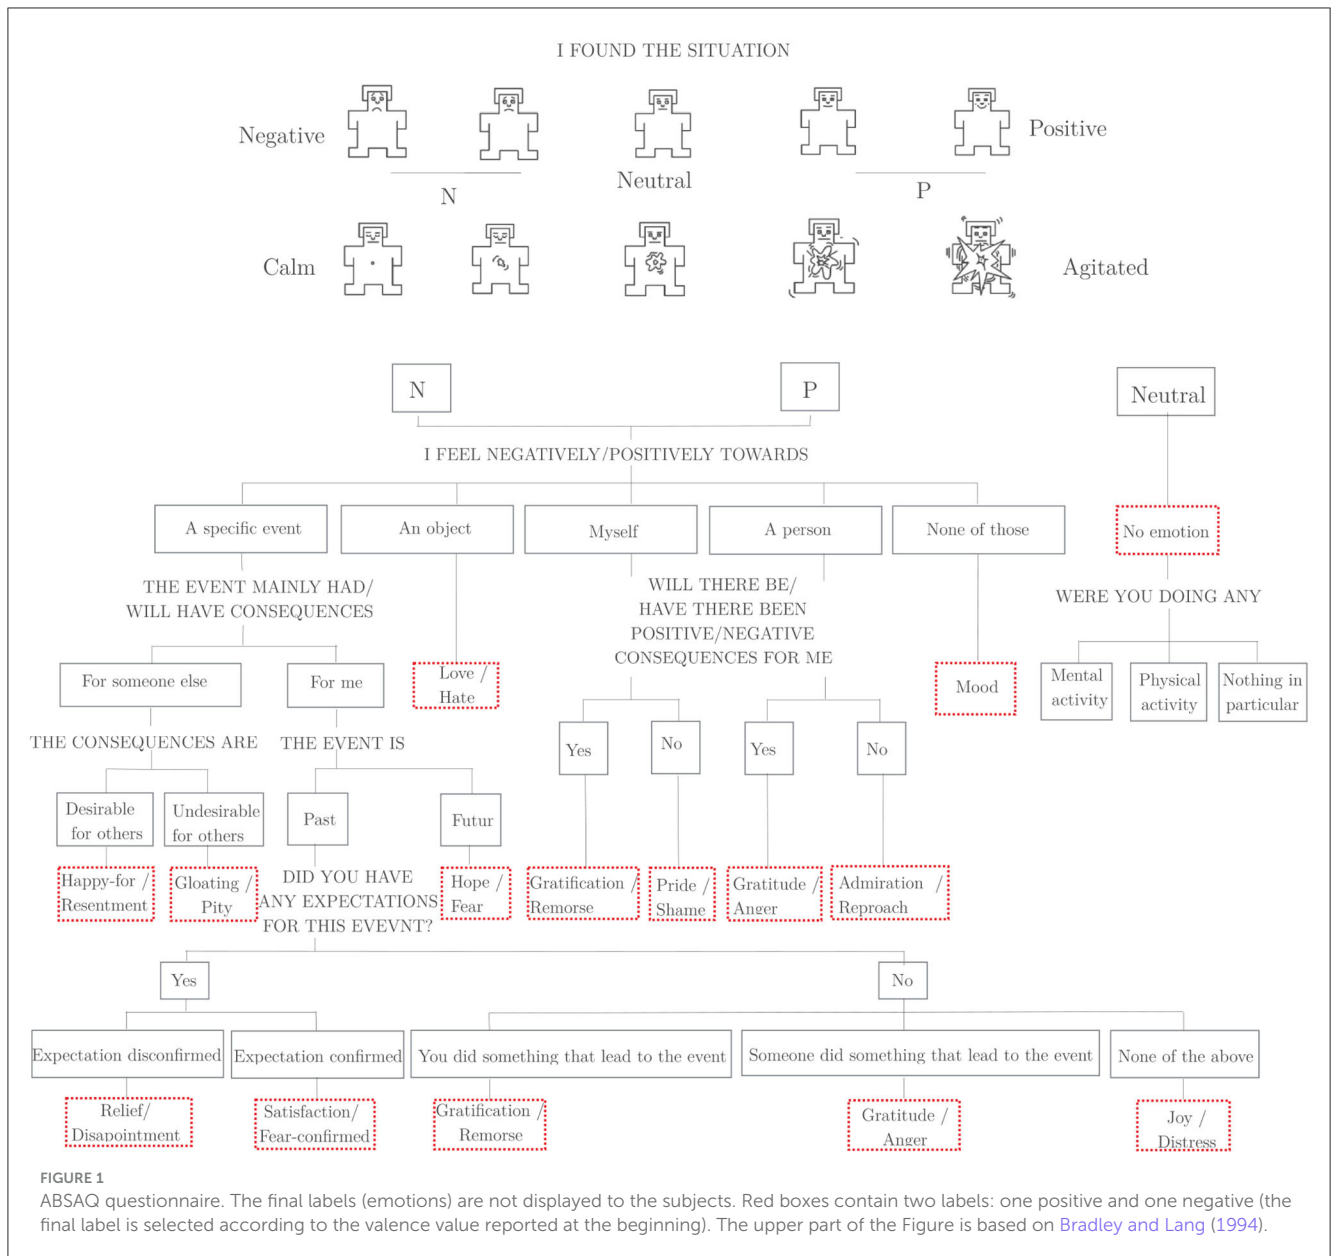 I FOUND THE SITUATION
Negative
Positive
N
Neutral
P
Calm
Agitated
N
P
Neutral
I FEEL NEGATIVELY/POSITIVELY TOWARDS
A specific event
An object
Myself
A person
None of those
No emotion
THE EVENT MAINLY HAD/
WILL HAVE CONSEQUENCES
WILL THERE BE/
HAVE THERE BEEN
POSITIVE/NEGATIVE
CONSEQUENCES FOR ME
WERE YOU DOING ANY
For someone else
For me
Love /
Hate
Mood
Mental
activity
Physical
activity
Nothing in
particular
THE CONSEQUENCES ARE
THE EVENT IS
Yes
No
Yes
No
Desirable
for others
Undesirable
for others
Past
Futur
Happy-for /
Resentment
Gloating /
Pity
DID YOU HAVE
ANY EXPECTATIONS
FOR THIS EVEVNT?
Hope /
Fear
Gratification /
Remorse
Pride /
Shame
Gratitude /
Anger
Admiration /
Reproach
Yes
No
Expectation disconfirmed
Expectation confirmed
You did something that lead to the event
Someone did something that lead to the event
None of the above
Relief/
Disapointment
Satisfaction/
Fear-confirmed
Gratification /
Remorse
Gratitude /
Anger
Joy /
Distress
FIGURE 1
ABSAQ questionnaire. The final labels (emotions) are not displayed to the subjects. Red boxes contain two labels: one positive and one negative (the
final label is selected according to the valence value reported at the beginning). The upper part of the Figure is based on Bradley and Lang (1994).